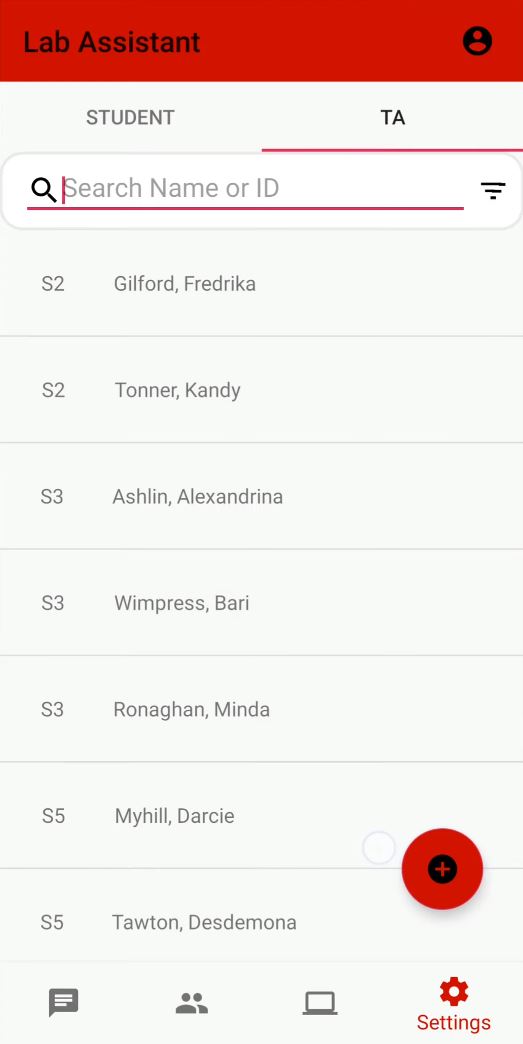 Lab Assistant
STUDENT TA
Search Name or ID
S2 Gilford, Fredrika
S2 Tonner, Kandy
S3 Ashlin, Alexandrina
S3 Wimpress, Bari
S3 Ronaghan, Minda
S5 Myhill, Darcie
S5 Tawton, Desdemona
Settings